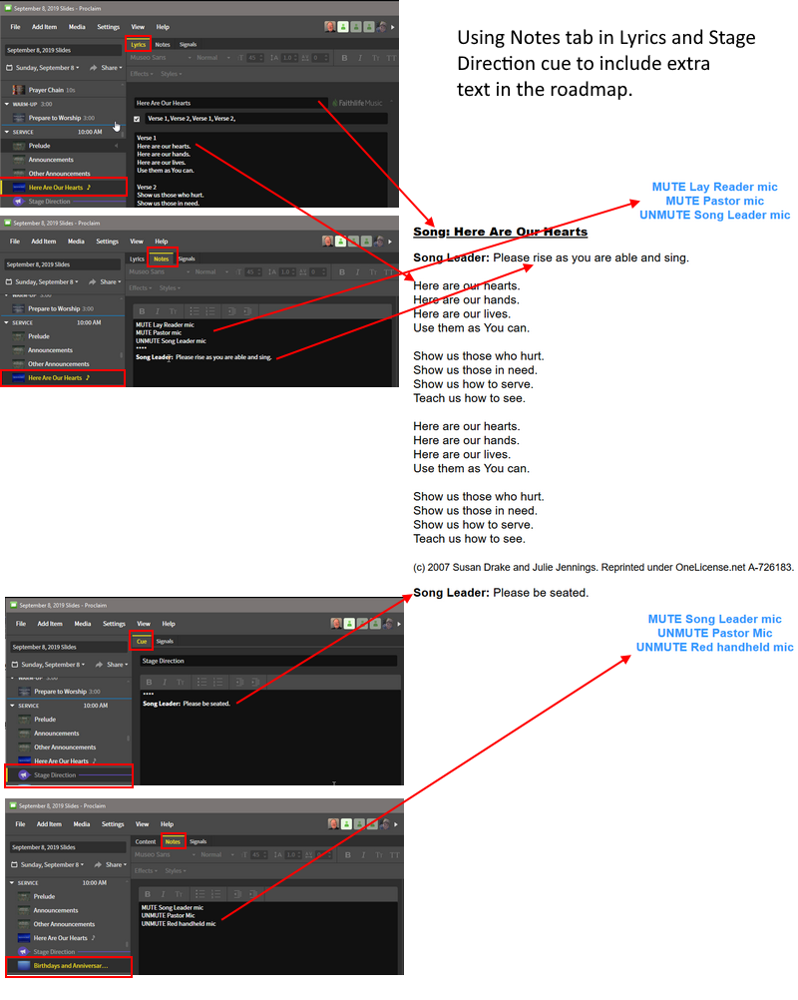 Using Notes tab in Lyrics and Stage
Direction cue to include extra
text in the roadmap.
September 8, 2019 Slides - Proclaim
File Add Item Media Settings View Help
September 8, 2019 Slides
Sunday, September 8 Share
Prayer Chain 10s
WARM-UP 3:00
Prepare to Worship 3:00
SERVICE 10:00 AM
Prelude
Announcements
Other Announcements
Here Are Our Hearts
Stage Direction
Lyrics Notes Signals
Museo Sans Normal 45 1.0 0 B I Tт TT
Effects Styles
Here Are Our Hearts Faithlife Music
Verse 1, Verse 2, Verse 1, Verse 2,
Verse 1
Here are our hearts.
Here are our hands.
Here are our lives.
Use them as You can.
Verse 2
Show us those who hurt.
Show us those in need.
September 8, 2019 Slides - Proclaim
File Add Item Media Settings View Help
September 8, 2019 Slides
Sunday, September 8 Share
WARM-UP 3:00
Prepare to Worship 3:00
SERVICE 10:00 AM
Prelude
Announcements
Other Announcements
Here Are Our Hearts
Lyrics Notes Signals
Museo Sans Normal 45 1.0 0 B I Tт TT
Effects Styles
B I Tт
MUTE Lay Reader mic
MUTE Pastor mic
UNMUTE Song Leader mic
****
Song Leader: Please rise as you are able and sing.
MUTE Lay Reader mic
MUTE Pastor mic
UNMUTE Song Leader mic
Song: Here Are Our Hearts
Song Leader: Please rise as you are able and sing.
Here are our hearts.
Here are our hands.
Here are our lives.
Use them as You can.
Show us those who hurt.
Show us those in need.
Show us how to serve.
Teach us how to see.
Here are our hearts.
Here are our hands.
Here are our lives.
Use them as You can.
Show us those who hurt.
Show us those in need.
Show us how to serve.
Teach us how to see.
(c) 2007 Susan Drake and Julie Jennings. Reprinted under OneLicense.net A-726183.
Song Leader: Please be seated.
MUTE Song Leader mic
UNMUTE Pastor Mic
UNMUTE Red handheld mic
September 8, 2019 Slides - Proclaim
File Add Item Media Settings View Help
September 8, 2019 Slides
Sunday, September 8 Share
WARM-UP 3:00
Prepare to Worship 3:00
SERVICE 10:00 AM
Prelude
Announcements
Other Announcements
Here Are Our Hearts
Stage Direction
Cue Signals
Stage Direction
B I Tт
****
Song Leader: Please be seated.
September 8, 2019 Slides - Proclaim
File Add Item Media Settings View Help
September 8, 2019 Slides
Sunday, September 8 Share
SERVICE 10:00 AM
Prelude
Announcements
Other Announcements
Here Are Our Hearts
Stage Direction
Birthdays and Anniversar...
Content Notes Signals
Museo Sans Normal 45 1.0 0 B I Tт TT
Effects Styles
B I Tт
MUTE Song Leader mic
UNMUTE Pastor Mic
UNMUTE Red handheld mic